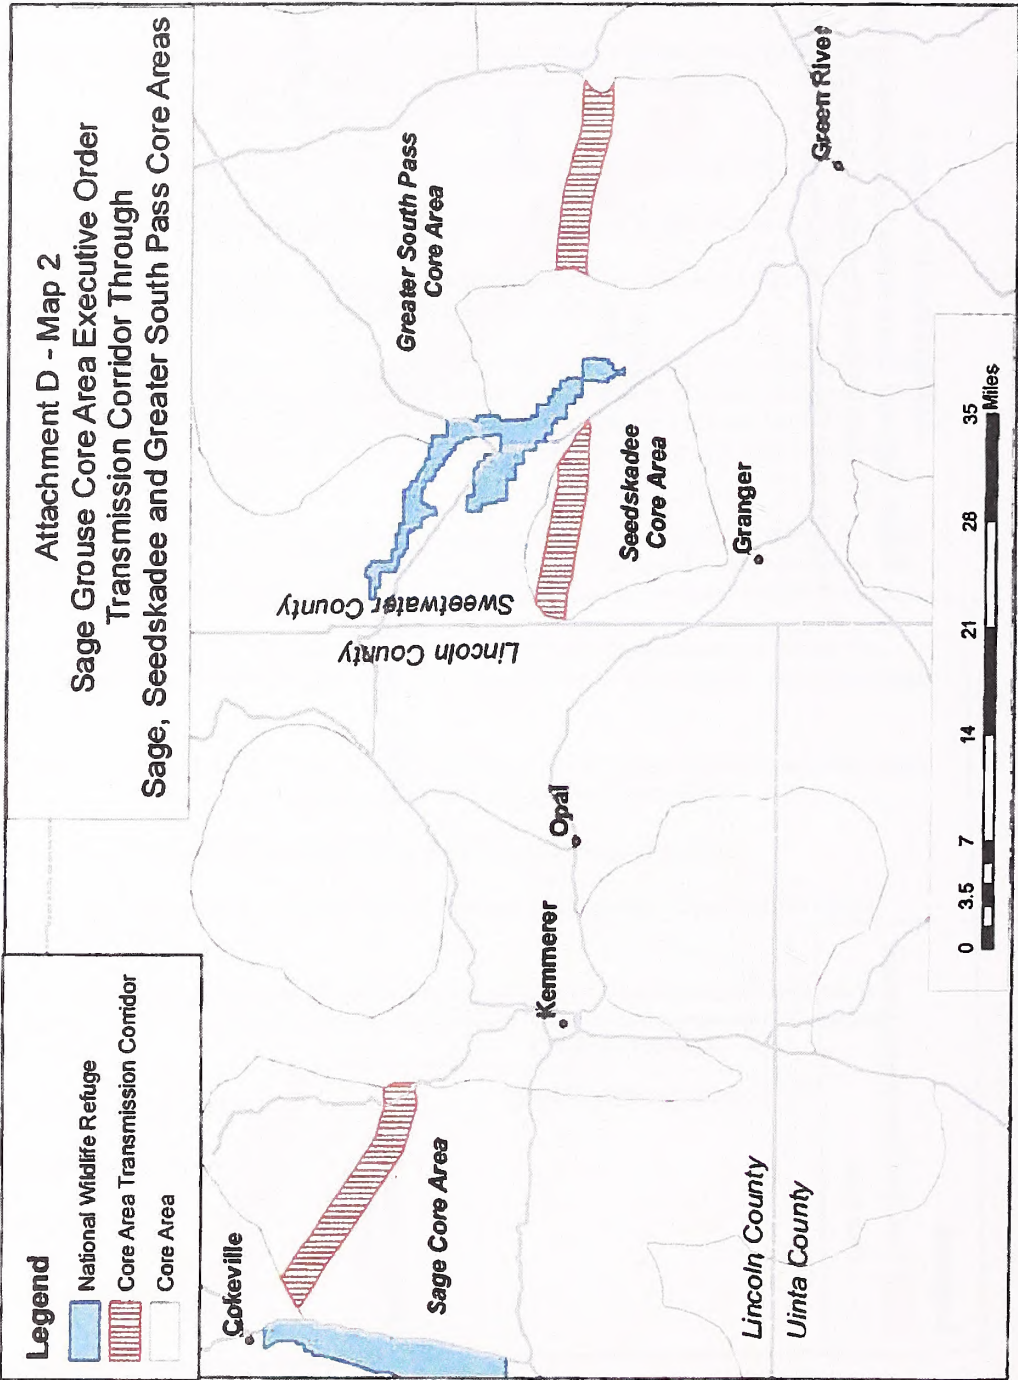 Attachment D - Map 2
Sage Grouse Core Area Executive Order
Transmission Corridor Through
Sage, Seedskadee and Greater South Pass Core Areas
Legend
National Wildlife Refuge
Core Area Transmission Corridor
Core Area
Cokeville
Sage Core Area
Kemmerer
Opal
Lincoln County
Sweetwater County
Greater South Pass
Core Area
Seedskadee
Core Area
Granger
Green River
Lincoln County
Uinta County
0 3.5 7 14 21 28 35
Miles